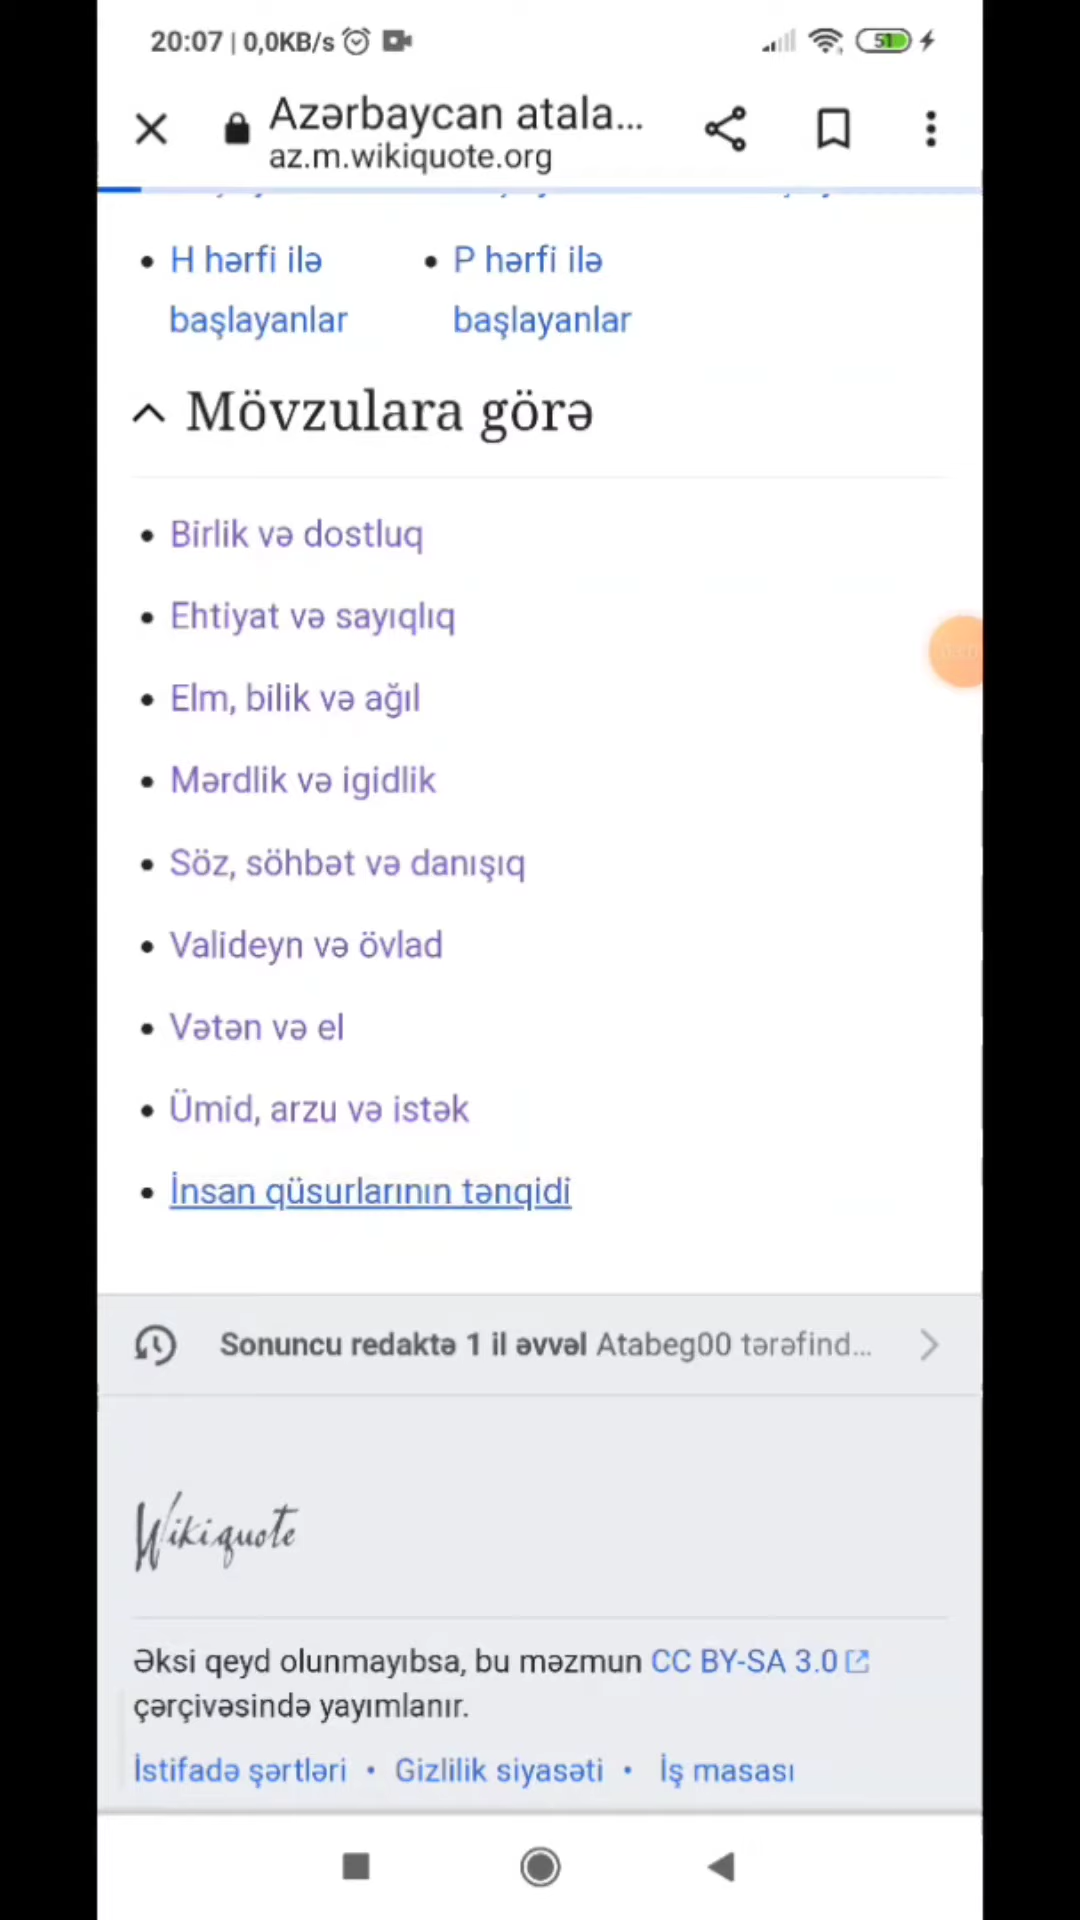 20:07 | 0,0KB/s
51
Azərbaycan atala...
az.m.wikiquote.org
H hərfi ilə başlayanlar
P hərfi ilə başlayanlar
Mövzulara görə
Birlik və dostluq
Ehtiyat və sayıqlıq
Elm, bilik və ağıl
Mərdlik və igidlik
Söz, söhbət və danışıq
Valideyn və övlad
Vətən və el
Ümid, arzu və istək
İnsan qüsurlarının tənqidi
Sonuncu redaktə 1 il əvvəl Atabeg00 tərəfind...
Wikiquote
Əksi qeyd olunmayıbsa, bu məzmun CC BY-SA 3.0
çərçivəsində yayımlanır.
İstifadə şərtləri • Gizlilik siyasəti • İş masası